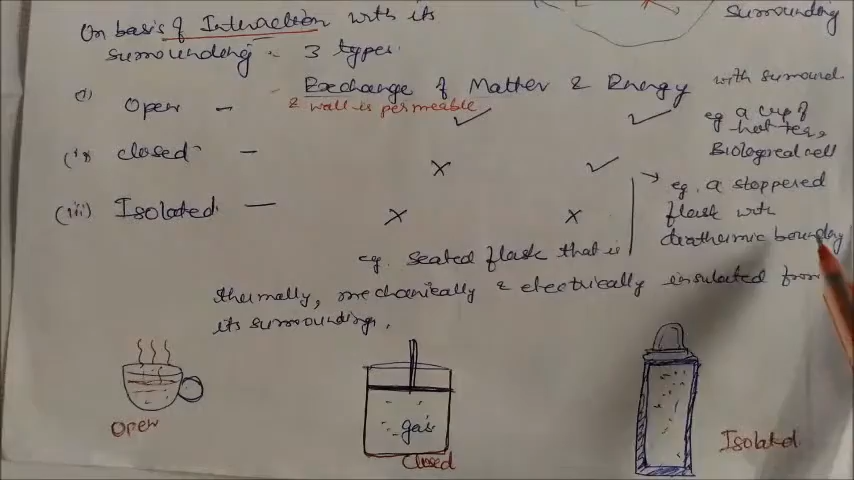 On basis of Interaction with its
surrounding - 3 types.
surrounding
i) Open - Exchange of Matter & Energy with surround.
& wall is permeable
✓ ✓ eg a cup of
hot tea,
Biological cell
(ii) closed - ✗ ✓
→ eg. a stoppered
flask with
diathermic boundary
(iii) Isolated - ✗ ✗
eg. sealed flask that is
thermally, mechanically & electrically insulated from
its surroundings.
Open
gas
Closed
Isolated